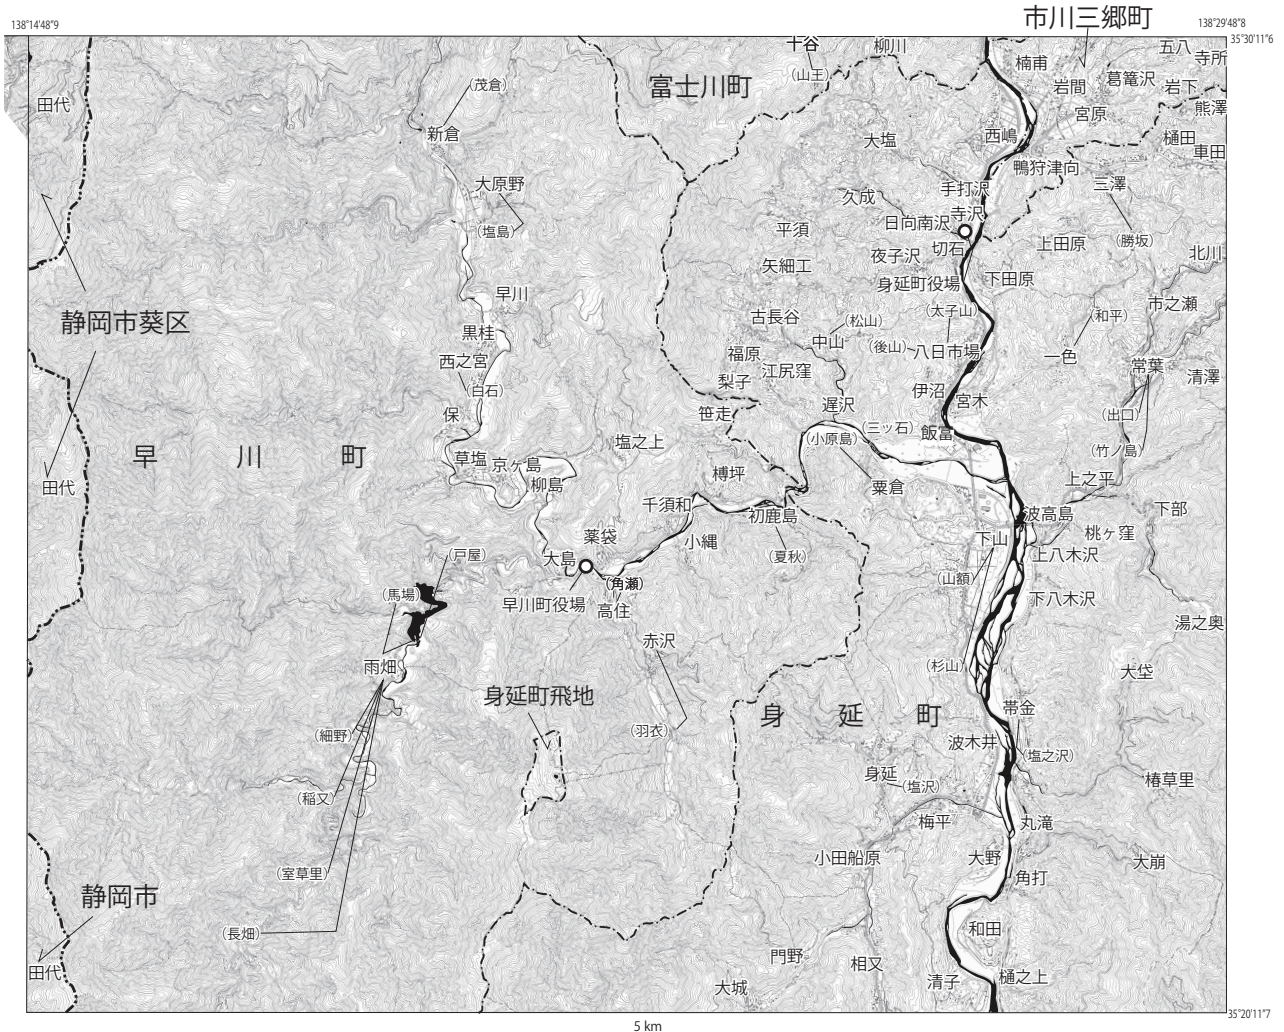 市川三郷町
138°14'48"9
138°29'48"8
35°30'11"6
十谷
柳川
五八
寺所
楠甫
(山王)
富士川町
岩間
葛篭沢
岩下
(茂倉)
田代
熊澤
宮原
新倉
大塩
西嶋
樋田
車田
鴨狩津向
大原野
手打沢
三澤
久成
寺沢
(塩島)
平須
日向南沢
(勝坂)
上田原
切石
北川
夜子沢
矢細工
下田原
身延町役場
早川
市之瀬
(太子山)
(和平)
静岡市葵区
古長谷
(松山)
黒桂
中山
(後山)
八日市場
福原
一色
西之宮
江尻窪
常葉
梨子
清澤
(白石)
伊沼
宮木
保
笹走
遅沢
(出口)
(三ッ石)
飯富
(小原島)
塩之上
(竹ノ島)
早川町
草塩
京ヶ島
柳島
榑坪
上之平
田代
粟倉
千須和
初鹿島
波高島
下部
桃ヶ窪
薬袋
小縄
下山
上八木沢
(戸屋)
大島
(夏秋)
(角瀬)
(山額)
(馬場)
早川町役場
高住
下八木沢
湯之奥
赤沢
雨畑
(杉山)
大垈
身延町飛地
身延町
帯金
(細野)
(羽衣)
波木井
(塩之沢)
身延
(塩沢)
椿草里
(稲又)
梅平
丸滝
小田船原
大野
大崩
(室草里)
角打
静岡市
(長畑)
和田
門野
相又
田代
清子
樋之上
大城
35°20'11"7
5 km